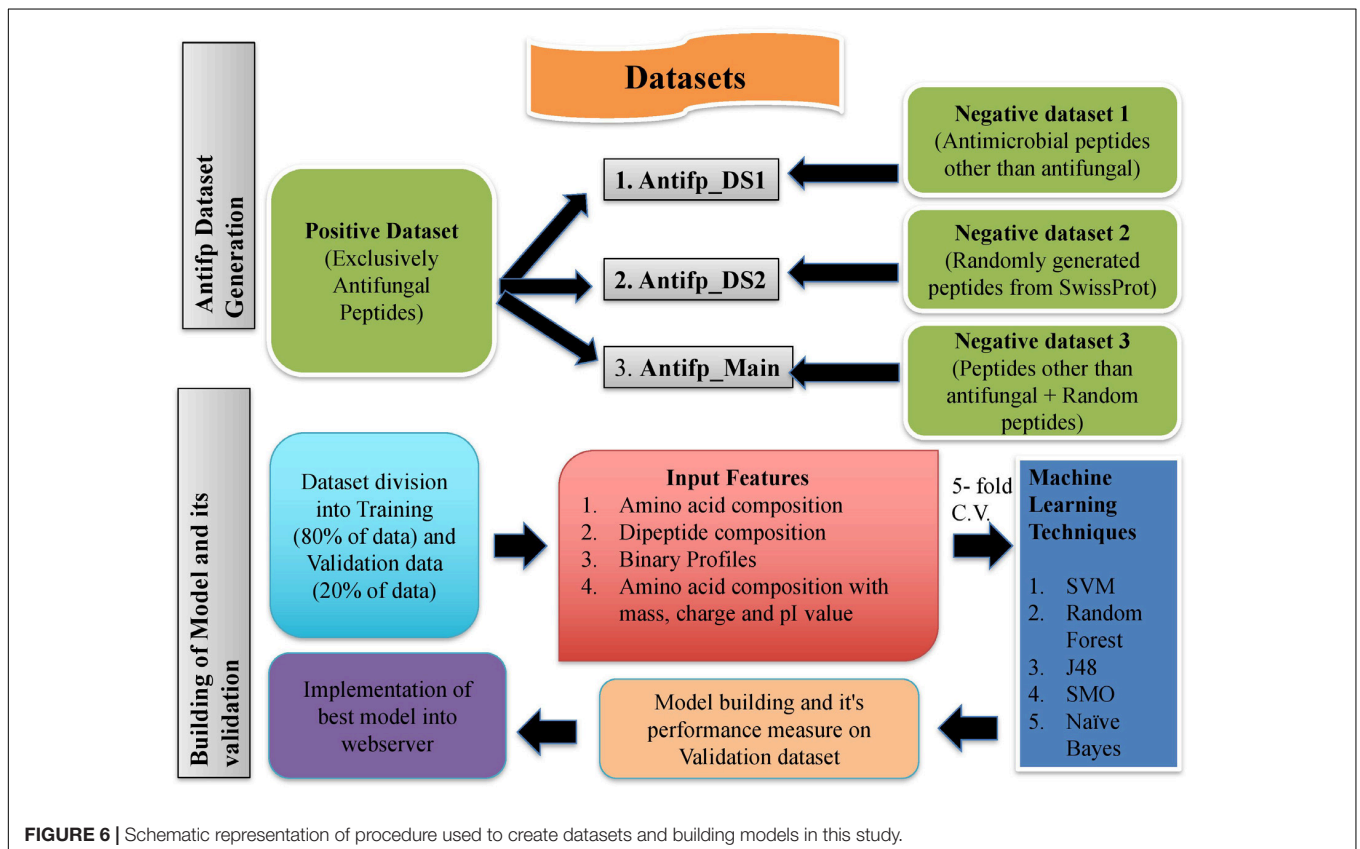 Datasets
Antifp Dataset
Generation
Positive Dataset
(Exclusively
Antifungal
Peptides)
1. Antifp_DS1
2. Antifp_DS2
3. Antifp_Main
Negative dataset 1
(Antimicrobial peptides
other than antifungal)
Negative dataset 2
(Randomly generated
peptides from SwissProt)
Negative dataset 3
(Peptides other than
antifungal + Random
peptides)
Building of Model and its
validation
Dataset division
into Training
(80% of data) and
Validation data
(20% of data)
Input Features
1. Amino acid composition
2. Dipeptide composition
3. Binary Profiles
4. Amino acid composition with
mass, charge and pI value
5- fold
C.V.
Machine
Learning
Techniques
1. SVM
2. Random
Forest
3. J48
4. SMO
5. Naïve
Bayes
Model building and it's
performance measure on
Validation dataset
Implementation of
best model into
webserver
FIGURE 6 | Schematic representation of procedure used to create datasets and building models in this study.